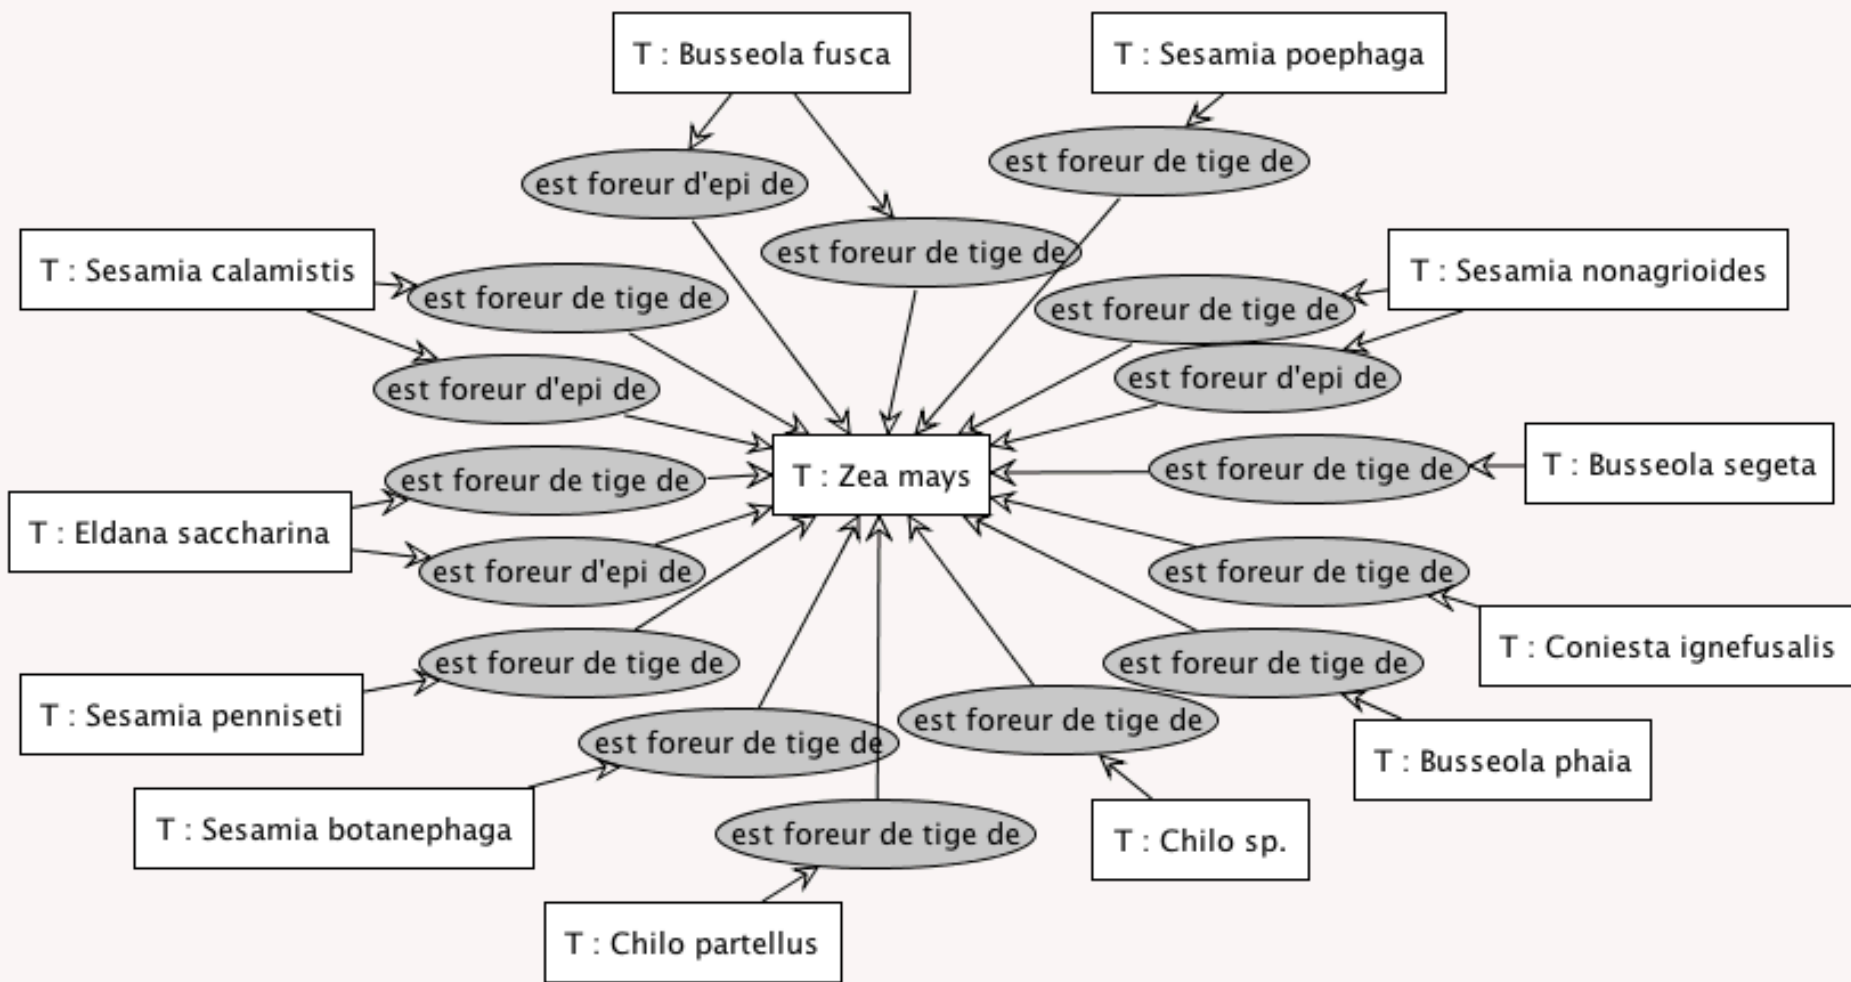 T : Busseola fusca
T : Sesamia poephaga
est foreur de tige de
est foreur d'epi de
est foreur de tige de
T : Sesamia calamistis
T : Sesamia nonagrioides
est foreur de tige de
est foreur de tige de
est foreur d'epi de
est foreur d'epi de
T : Busseola segeta
est foreur de tige de
T : Zea mays
est foreur de tige de
T : Eldana saccharina
est foreur d'epi de
est foreur de tige de
T : Coniesta ignefusalis
est foreur de tige de
est foreur de tige de
T : Sesamia penniseti
est foreur de tige de
est foreur de tige de
T : Busseola phaia
T : Sesamia botanephaga
est foreur de tige de
T : Chilo sp.
T : Chilo partellus